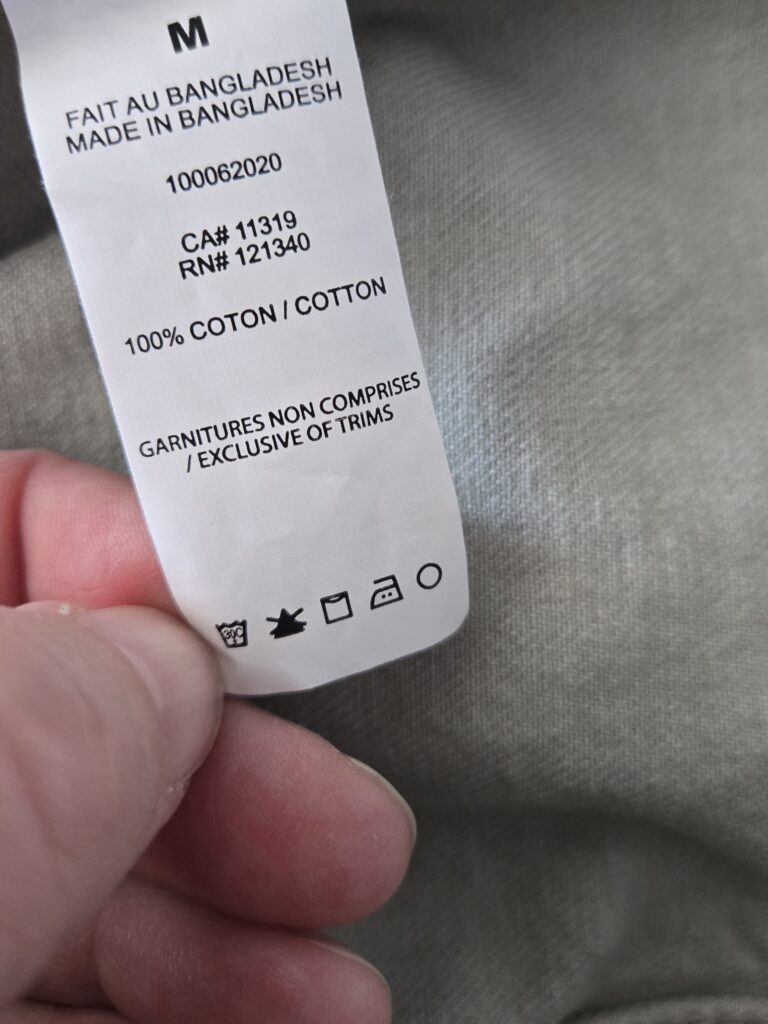 M
FAIT AU BANGLADESH
MADE IN BANGLADESH
100062020
CA# 11319
RN# 121340
100% COTON / COTTON
GARNITURES NON COMPRISES
/ EXCLUSIVE OF TRIMS
30C